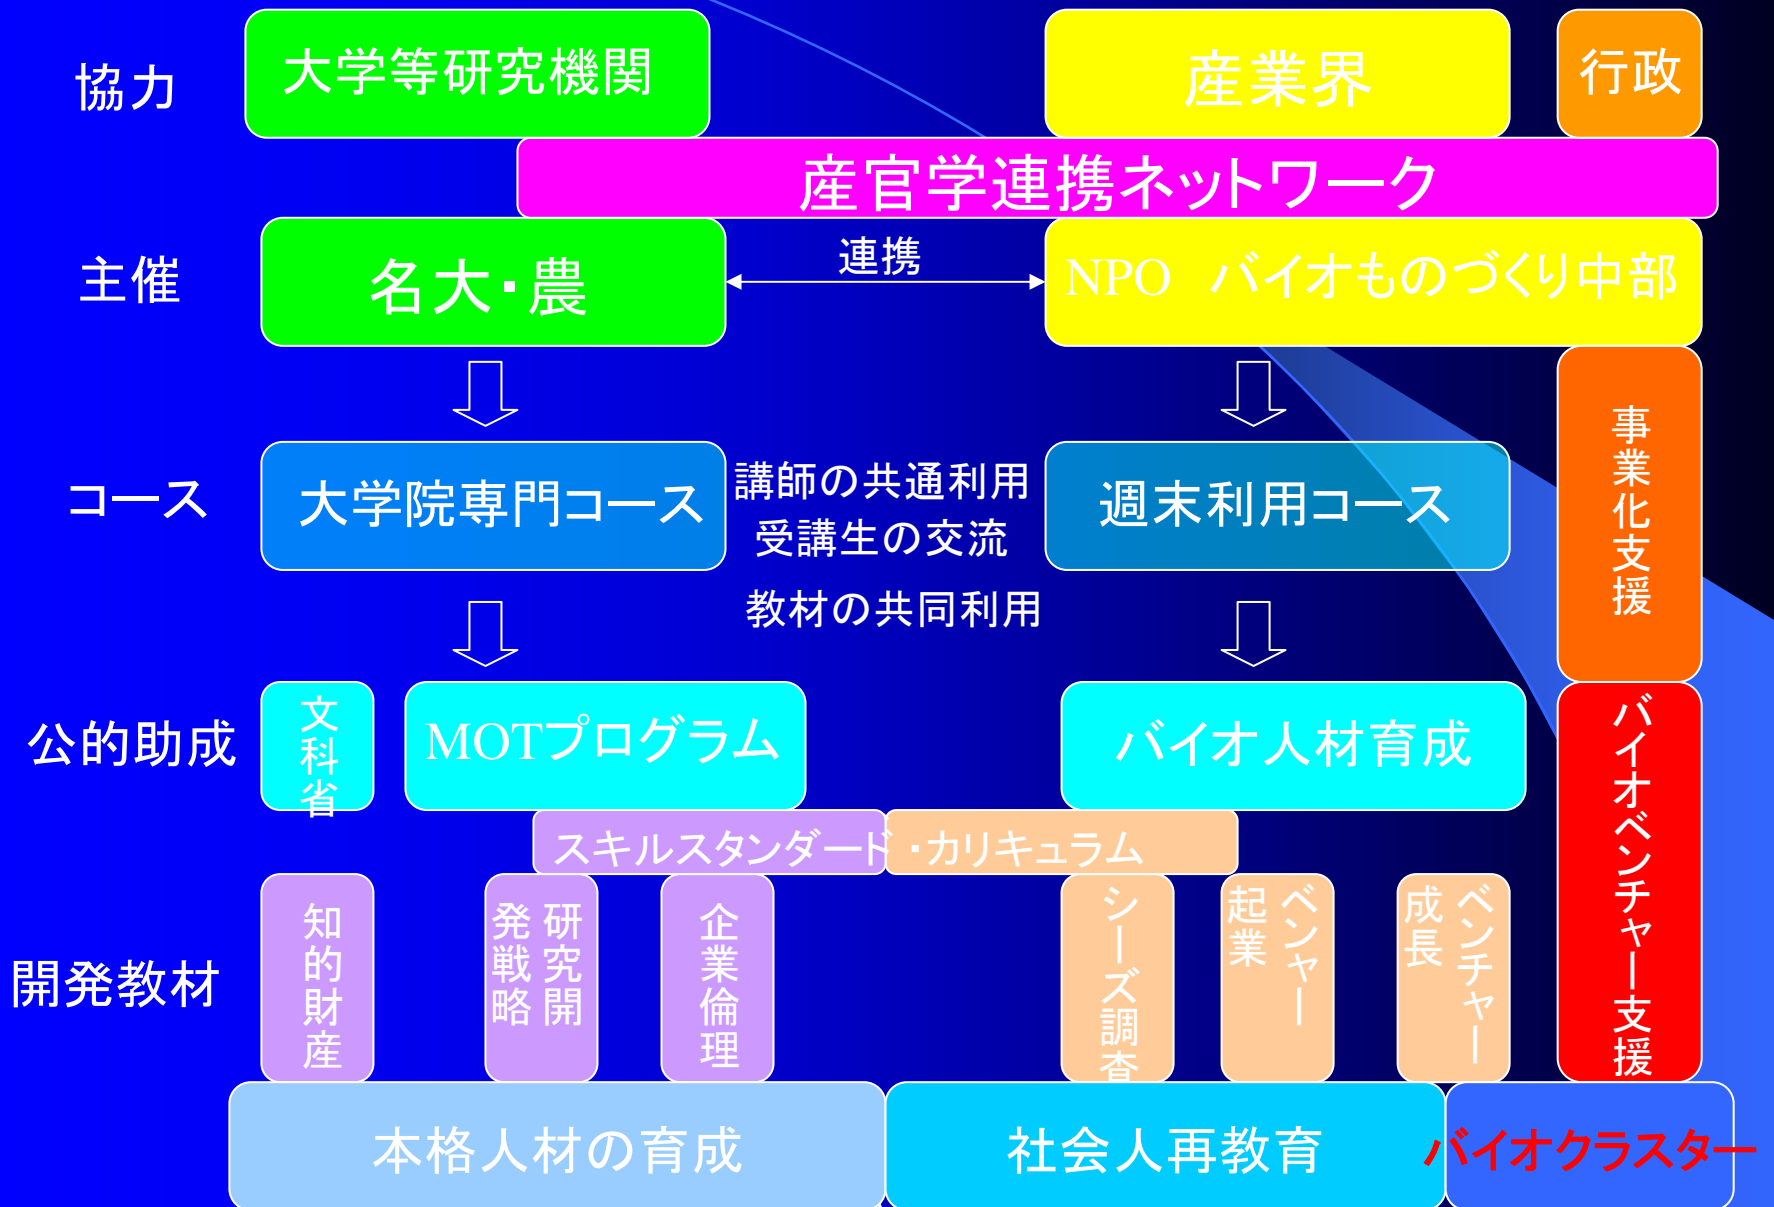 協力
大学等研究機関
産業界
行政
産官学連携ネットワーク
主催
名大・農
連携
NPO　バイオものづくり中部
コース
大学院専門コース
講師の共通利用
受講生の交流
教材の共同利用
週末利用コース
事業化支援
公的助成
文科省
MOTプログラム
バイオ人材育成
バイオベンチャー支援
スキルスタンダード・カリキュラム
開発教材
知的財産
研究開
発戦略
企業倫理
シーズ調査
ベンャー
起業
ベンチャー
成長
本格人材の育成
社会人再教育
バイオクラスター